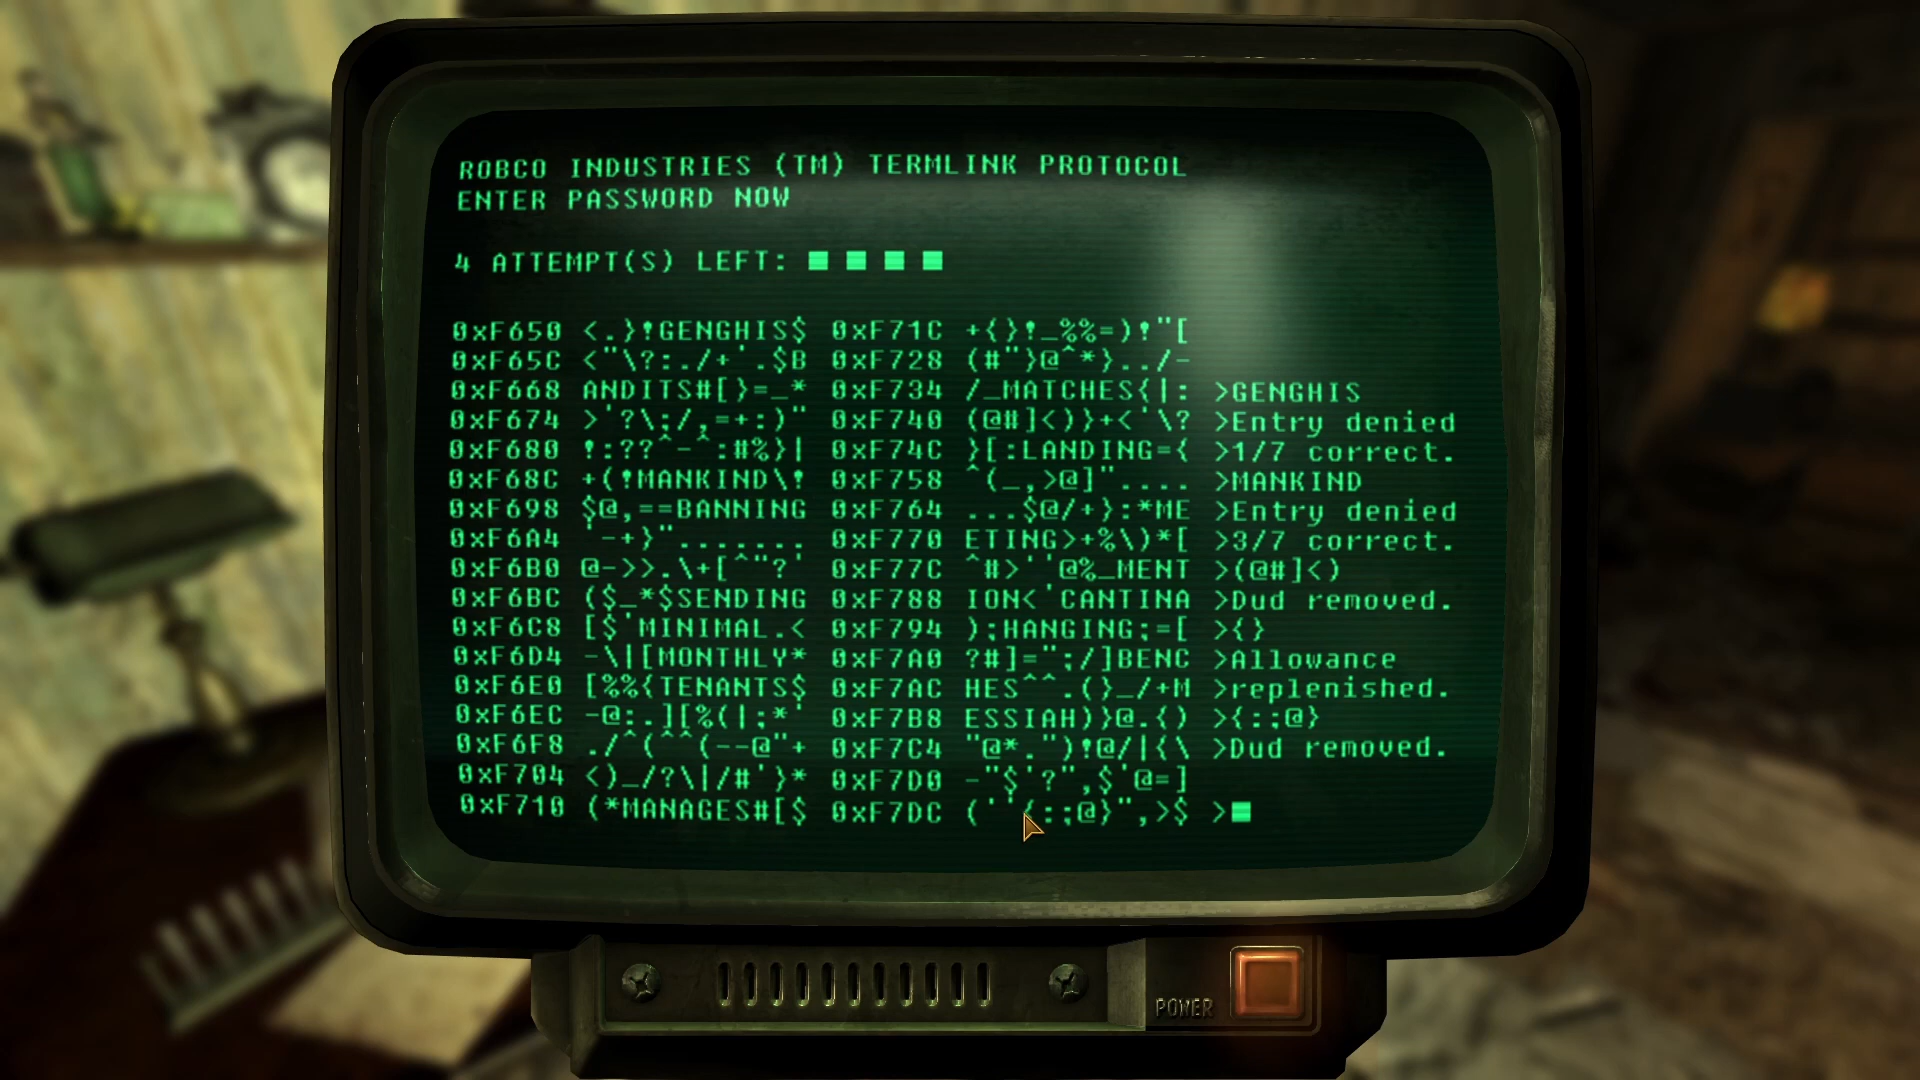 ROBCO INDUSTRIES (TM) TERMLINK PROTOCOL
ENTER PASSWORD NOW
4 ATTEMPT(S) LEFT: ■ ■ ■ ■
0xF650 <.}!GENGHIS$ 0xF71C +{}!_%%=)!"[
0xF65C <"\?:./+'.$B 0xF728 (#"}@^*}../-
0xF668 ANDITS#[}=_* 0xF734 /_MATCHES{|: >GENGHIS
0xF674 >'?\;/,=+:)" 0xF740 (@#]<)}+<'\? >Entry denied
0xF680 !:??^-^:#%}| 0xF74C }[:LANDING={ >1/7 correct.
0xF68C +(!MANKIND\! 0xF758 ^(_,>@]".... >MANKIND
0xF698 $@,==BANNING 0xF764 ...$@/+}:*ME >Entry denied
0xF6A4 '-+}"....... 0xF770 ETING>+%\)*[ >3/7 correct.
0xF6B0 @->>.\+[^"?' 0xF77C ^#>''@%_MENT >(@#]<)
0xF6BC ($_*$SENDING 0xF788 ION<'CANTINA >Dud removed.
0xF6C8 [$'MINIMAL.< 0xF794 );HANGING;=[ >{}
0xF6D4 -\|[MONTHLY* 0xF7A0 ?#]=";/]BENC >Allowance
0xF6E0 [%%{TENANTS$ 0xF7AC HES^^.(}_/+M >replenished.
0xF6EC -@:.][%(|;*' 0xF7B8 ESSIAH)}@.{) >{:;@}
0xF6F8 ./^(^^(--@"+ 0xF7C4 "@*.")!@/|{\ >Dud removed.
0xF704 <)_/?\|/#'}* 0xF7D0 -"$'?",$'@=]
0xF710 (*MANAGES#[$ 0xF7DC (''{:;@}",>$ >■
POWER